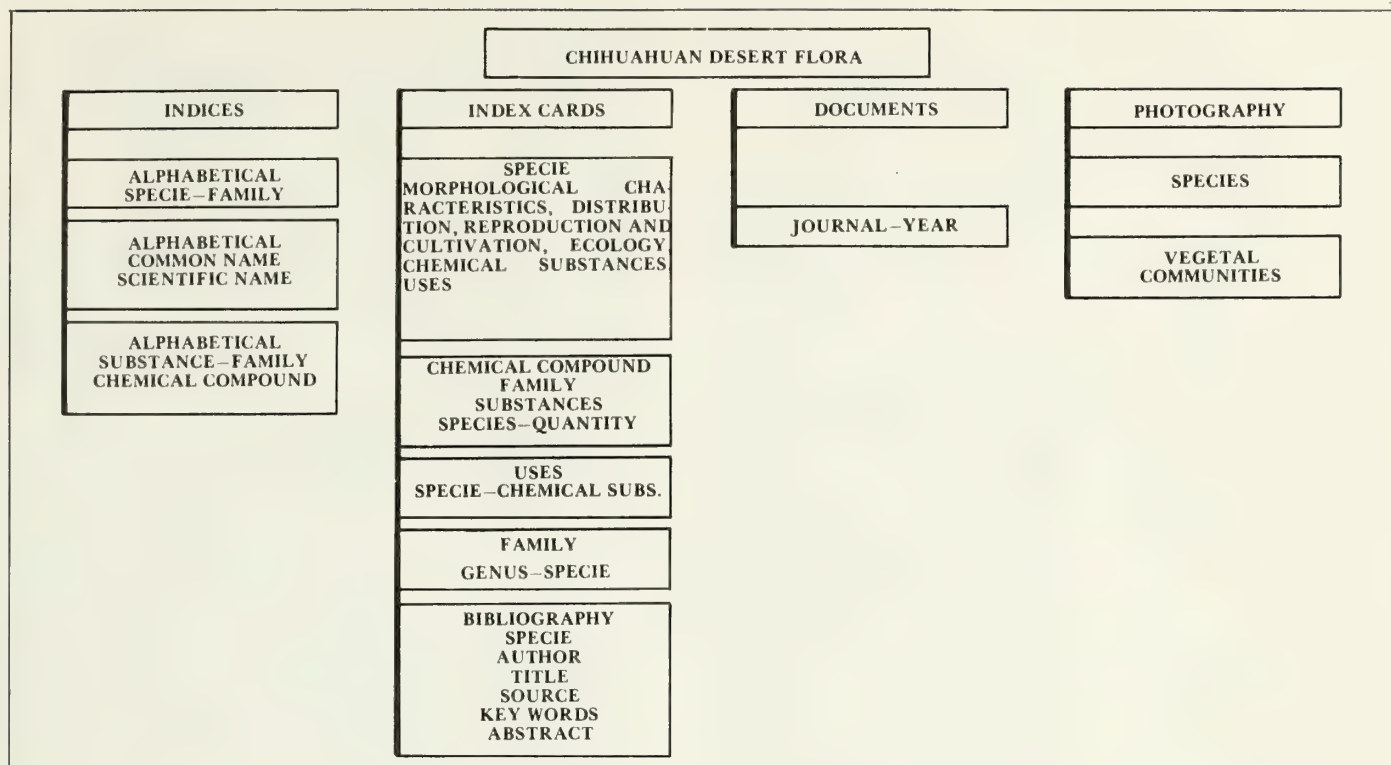 CHIHUAHUAN DESERT FLORA
INDICES
ALPHABETICAL
SPECIE–FAMILY
ALPHABETICAL
COMMON NAME
SCIENTIFIC NAME
ALPHABETICAL
SUBSTANCE–FAMILY
CHEMICAL COMPOUND
INDEX CARDS
SPECIE
MORPHOLOGICAL CHA-
RACTERISTICS, DISTRIBU-
TION, REPRODUCTION AND
CULTIVATION, ECOLOGY,
CHEMICAL SUBSTANCES,
USES
CHEMICAL COMPOUND
FAMILY
SUBSTANCES
SPECIES–QUANTITY
USES
SPECIE–CHEMICAL SUBS.
FAMILY
GENUS–SPECIE
BIBLIOGRAPHY
SPECIE
AUTHOR
TITLE
SOURCE
KEY WORDS
ABSTRACT
DOCUMENTS
JOURNAL–YEAR
PHOTOGRAPHY
SPECIES
VEGETAL
COMMUNITIES